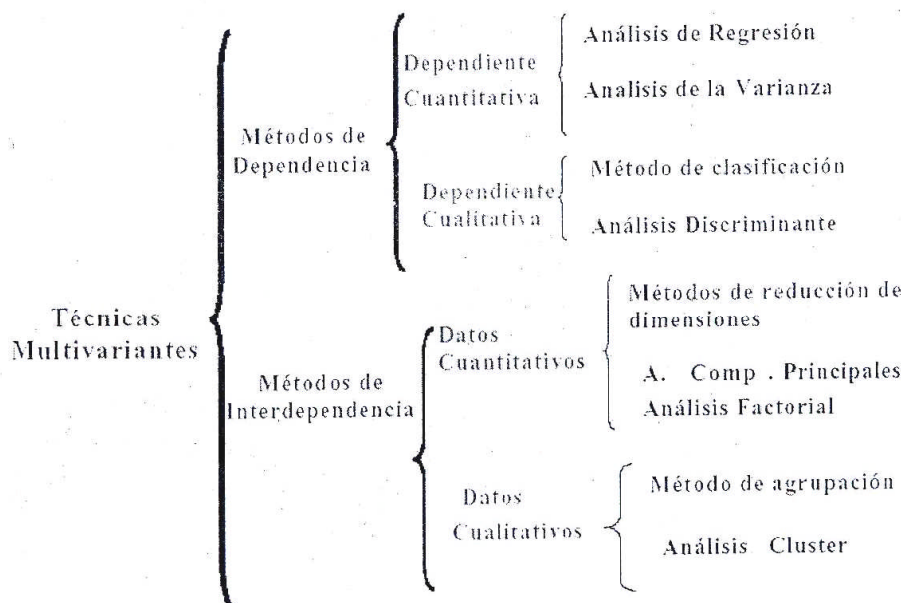 Técnicas
Multivariantes
Métodos de
Dependencia
Dependiente
Cuantitativa
Análisis de Regresión
Analisis de la Varianza
Dependiente
Cualitativa
Método de clasificación
Análisis Discriminante
Métodos de
Interdependencia
Datos
Cuantitativos
Métodos de reducción de
dimensiones
A. Comp . Principales
Análisis Factorial
Datos
Cualitativos
Método de agrupación
Análisis Cluster